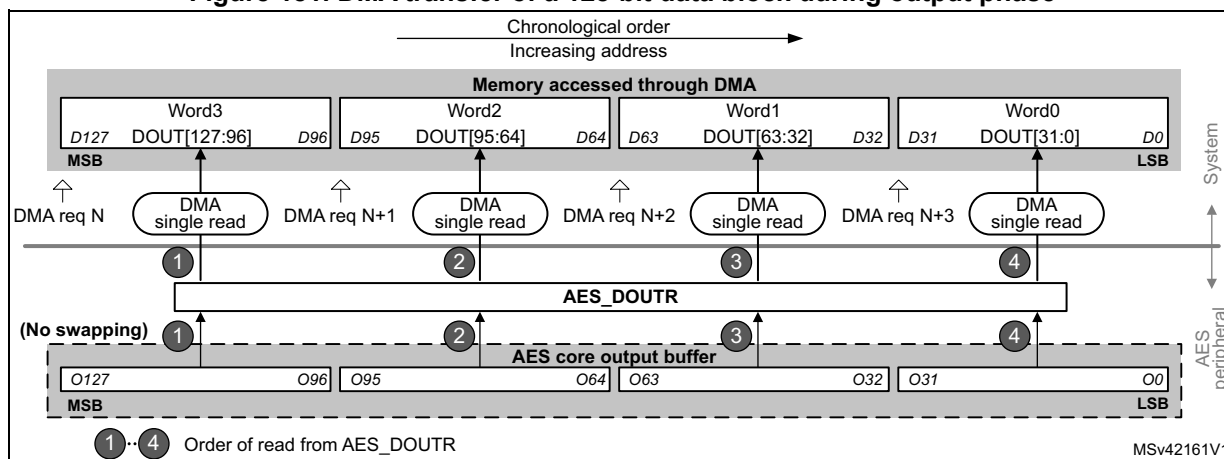 Chronological order
Increasing address
Memory accessed through DMA
Word3 Word2 Word1 Word0
D127 DOUT[127:96] D96 D95 DOUT[95:64] D64 D63 DOUT[63:32] D32 D31 DOUT[31:0] D0
MSB LSB
System
DMA req N DMA single read DMA req N+1 DMA single read DMA req N+2 DMA single read DMA req N+3 DMA single read
1 2 3 4
AES_DOUTR
(No swapping)
1 2 3 4
AES peripheral
AES core output buffer
O127 O96 O95 O64 O63 O32 O31 O0
MSB LSB
1 ·· 4 Order of read from AES_DOUTR
MSv42161V1